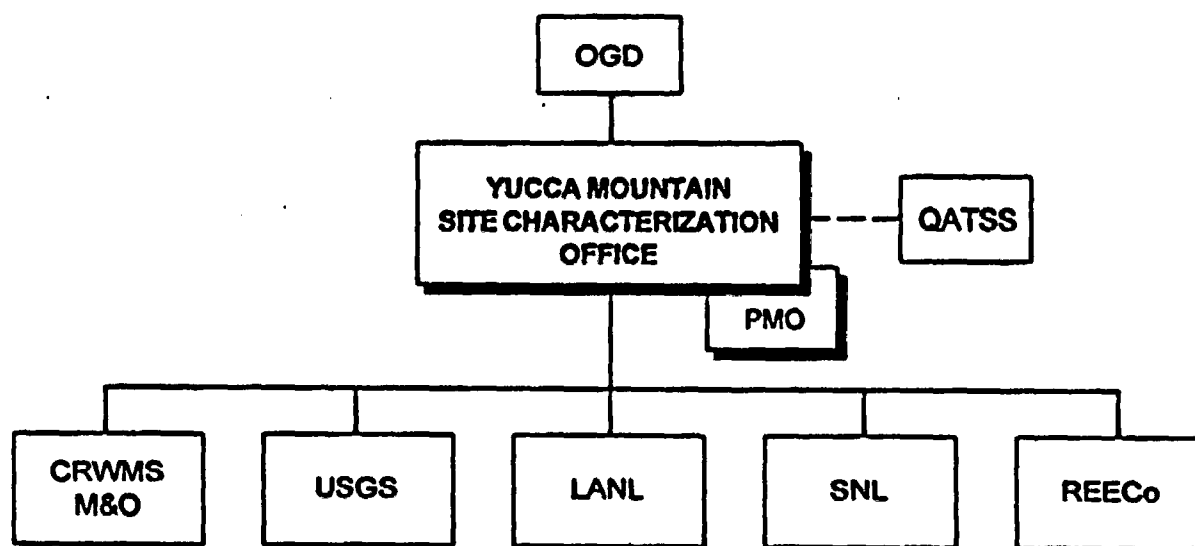 OGD
YUCCA MOUNTAIN
SITE CHARACTERIZATION
OFFICE
QATSS
PMO
CRWMS
M&O
USGS
LANL
SNL
REECo